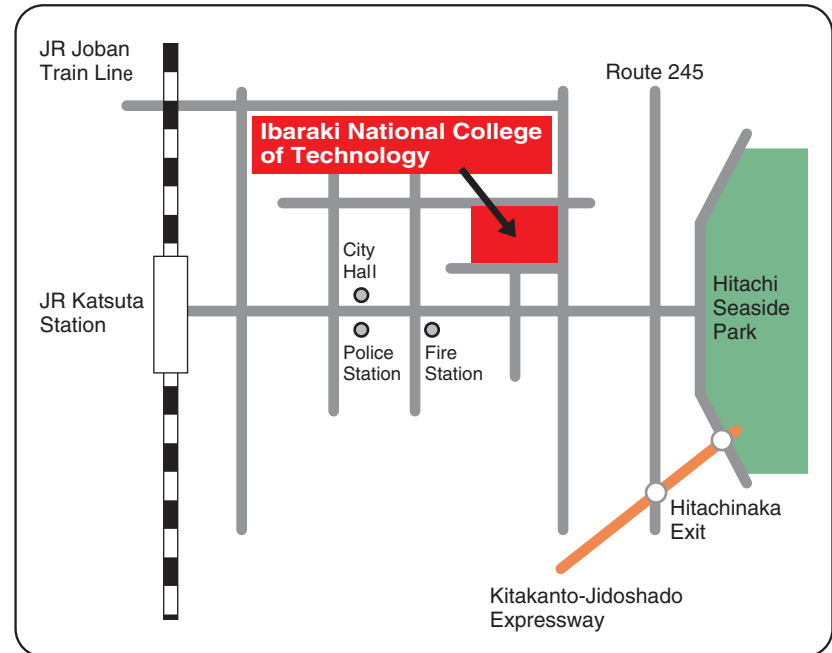 JR Joban
Train Line
Route 245
Ibaraki National College
of Technology
City
Hall
JR Katsuta
Station
Hitachi
Seaside
Park
Police
Station
Fire
Station
Hitachinaka
Exit
Kitakanto-Jidoshado
Expressway